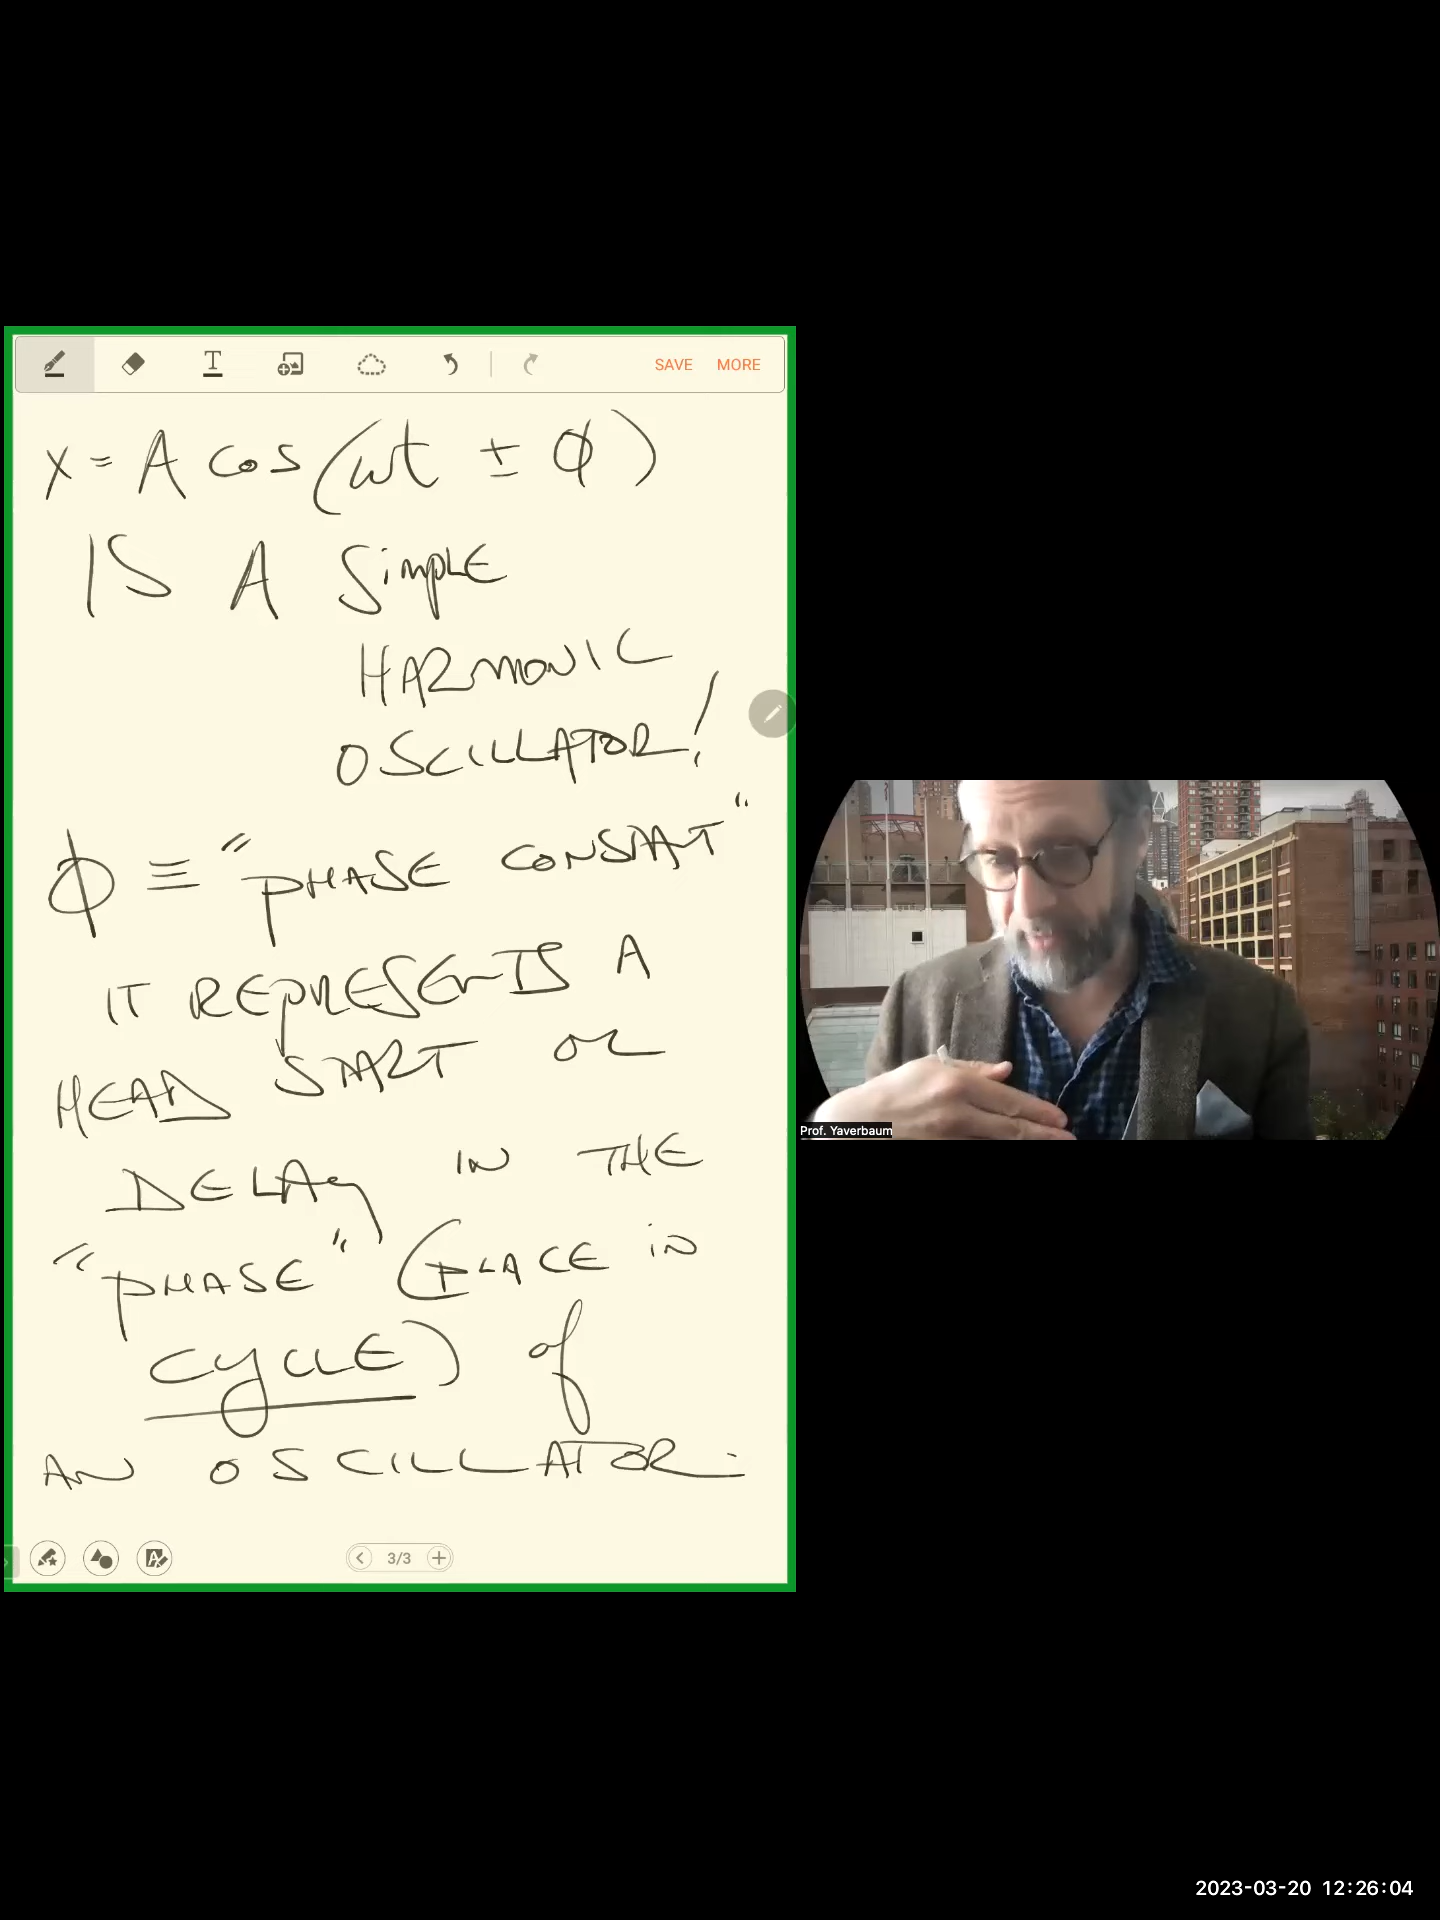 SAVE MORE
x = A cos(ωt ± ϕ)
IS A SimpLE
HARMONIC
OSCILLATOR!
ϕ ≡ "PHASE CONSTANT"
IT REPRESENTS A
HEAD START OR
DELAY IN THE
"PHASE" (PLACE IN
CYCLE) of
AN OSCILLATOR.
3/3
Prof. Yaverbaum
2023-03-20 12:26:04